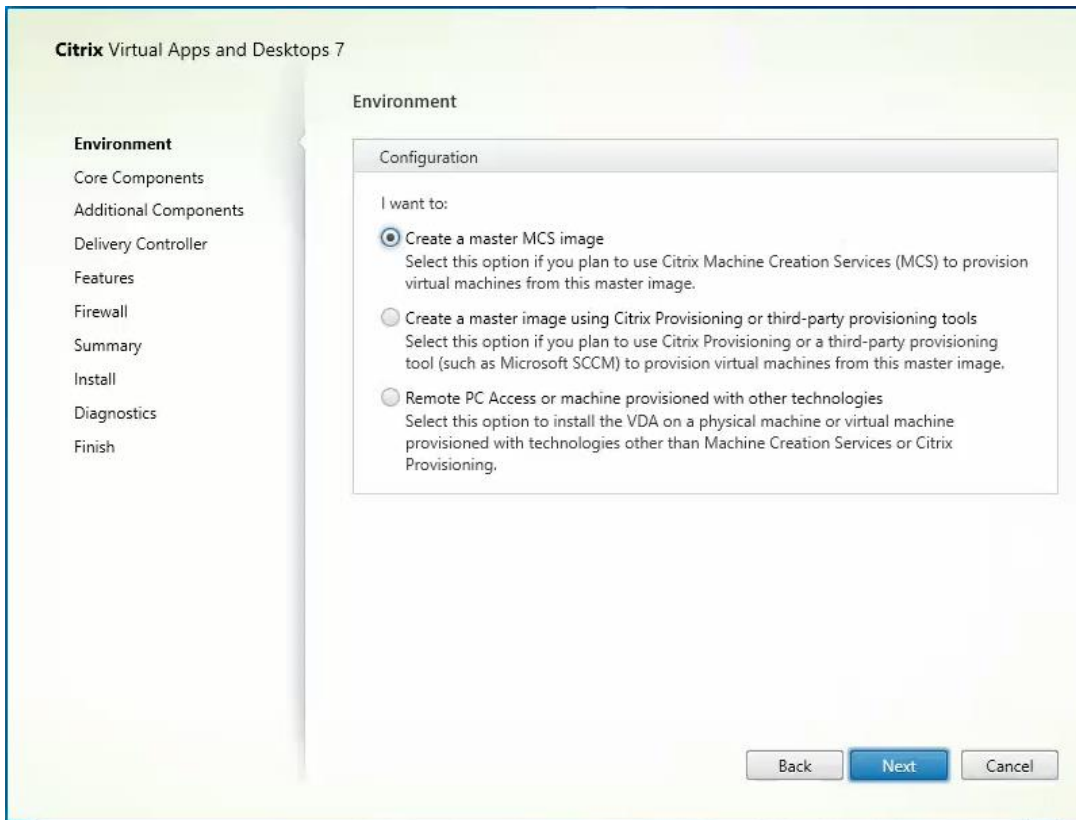 Citrix Virtual Apps and Desktops 7
Environment
Core Components
Additional Components
Delivery Controller
Features
Firewall
Summary
Install
Diagnostics
Finish
Environment
Configuration
I want to:
Create a master MCS image
Select this option if you plan to use Citrix Machine Creation Services (MCS) to provision
virtual machines from this master image.
Create a master image using Citrix Provisioning or third-party provisioning tools
Select this option if you plan to use Citrix Provisioning or a third-party provisioning
tool (such as Microsoft SCCM) to provision virtual machines from this master image.
Remote PC Access or machine provisioned with other technologies
Select this option to install the VDA on a physical machine or virtual machine
provisioned with technologies other than Machine Creation Services or Citrix
Provisioning.
Back
Next
Cancel